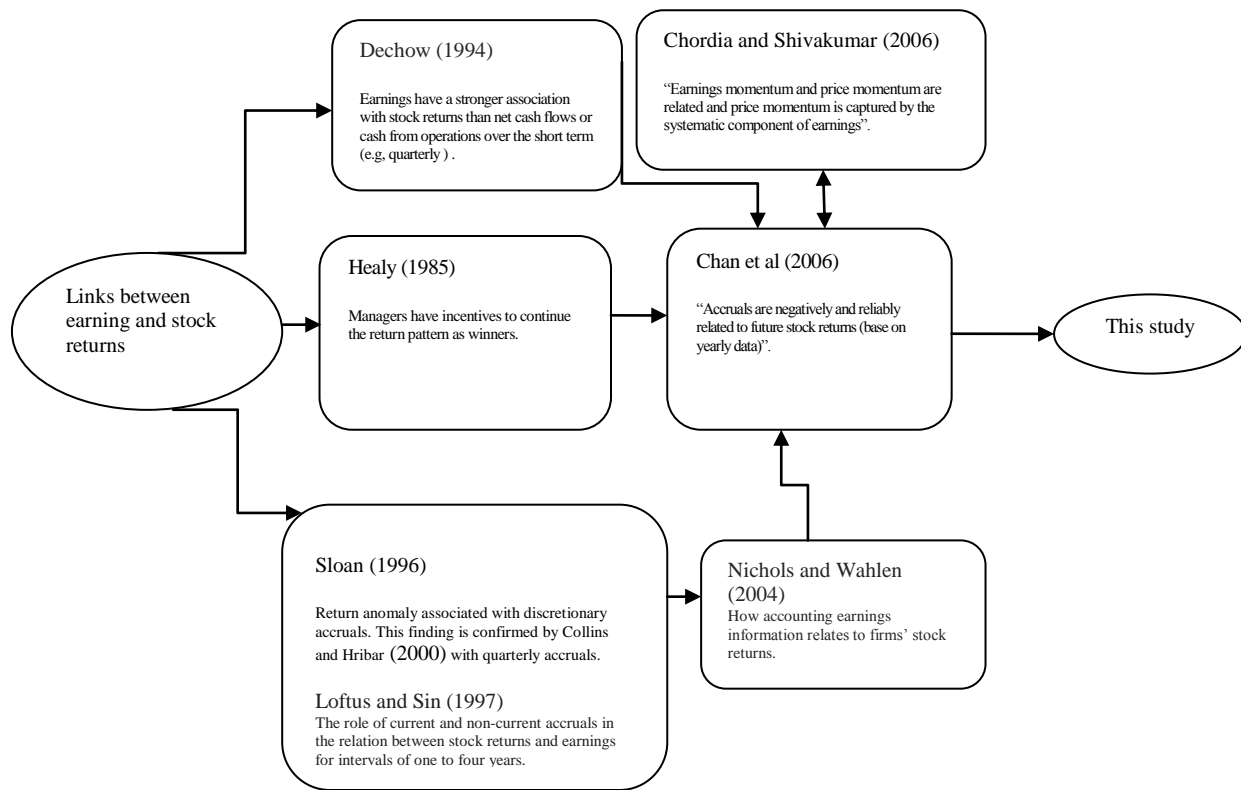 Links between
earning and stock
returns
Dechow (1994)
Earnings have a stronger association
with stock returns than net cash flows or
cash from operations over the short term
(e.g, quarterly ) .
Chordia and Shivakumar (2006)
“Earnings momentum and price momentum are
related and price momentum is captured by the
systematic component of earnings”.
Healy (1985)
Managers have incentives to continue
the return pattern as winners.
Chan et al (2006)
“Accruals are negatively and reliably
related to future stock returns (base on
yearly data)”.
This study
Sloan (1996)
Return anomaly associated with discretionary
accruals. This finding is confirmed by Collins
and Hribar (2000) with quarterly accruals.
Loftus and Sin (1997)
The role of current and non-current accruals in
the relation between stock returns and earnings
for intervals of one to four years.
Nichols and Wahlen
(2004)
How accounting earnings
information relates to firms’ stock
returns.